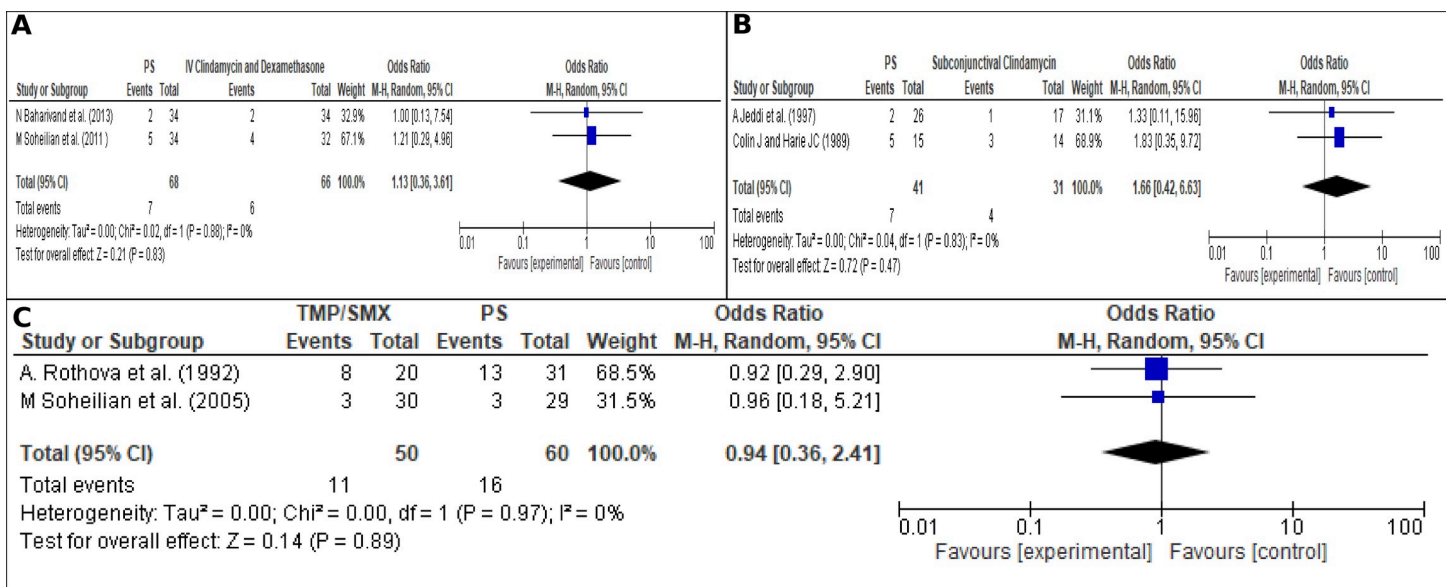 A
PS IV Clindamycin and Dexamethasone Odds Ratio Odds Ratio
Study or Subgroup Events Total Events Total Weight M-H, Random, 95% CI M-H, Random, 95% CI
N Baharivand et al. (2013) 2 34 2 34 32.9% 1.00 [0.13, 7.54]
M Soheilian et al. (2011 ) 5 34 4 32 67.1% 1.21 [0.29, 4.96]
Total (95% CI) 68 66 100.0% 1.13 [0.36, 3.61]
Total events 7 6
Heterogeneity: Tau² = 0.00; Chi² = 0.02, df = 1 (P = 0.88); I² = 0%
Test for overall effect: Z = 0.21 (P = 0.83)
0.01 0.1 1 10 100
Favours [experimental] Favours [control]
B
PS Subconjunctival Clindamycin Odds Ratio Odds Ratio
Study or Subgroup Events Total Events Total Weight M-H, Random, 95% CI M-H, Random, 95% CI
A Jeddi et al. (1997) 2 26 1 17 31.1% 1.33 [0.11, 15.96]
Colin J and Harie JC (1989) 5 15 3 14 68.9% 1.83 [0.35, 9.72]
Total (95% CI) 41 31 100.0% 1.66 [0.42, 6.63]
Total events 7 4
Heterogeneity: Tau² = 0.00; Chi² = 0.04, df = 1 (P = 0.83); I² = 0%
Test for overall effect: Z = 0.72 (P = 0.47)
0.01 0.1 1 10 100
Favours [experimental] Favours [control]
C
TMP/SMX PS Odds Ratio Odds Ratio
Study or Subgroup Events Total Events Total Weight M-H, Random, 95% CI M-H, Random, 95% CI
A. Rothova et al. (1992) 8 20 13 31 68.5% 0.92 [0.29, 2.90]
M Soheilian et al. (2005) 3 30 3 29 31.5% 0.96 [0.18, 5.21]
Total (95% CI) 50 60 100.0% 0.94 [0.36, 2.41]
Total events 11 16
Heterogeneity: Tau² = 0.00; Chi² = 0.00, df = 1 (P = 0.97); I² = 0%
Test for overall effect: Z = 0.14 (P = 0.89)
0.01 0.1 1 10 100
Favours [experimental] Favours [control]